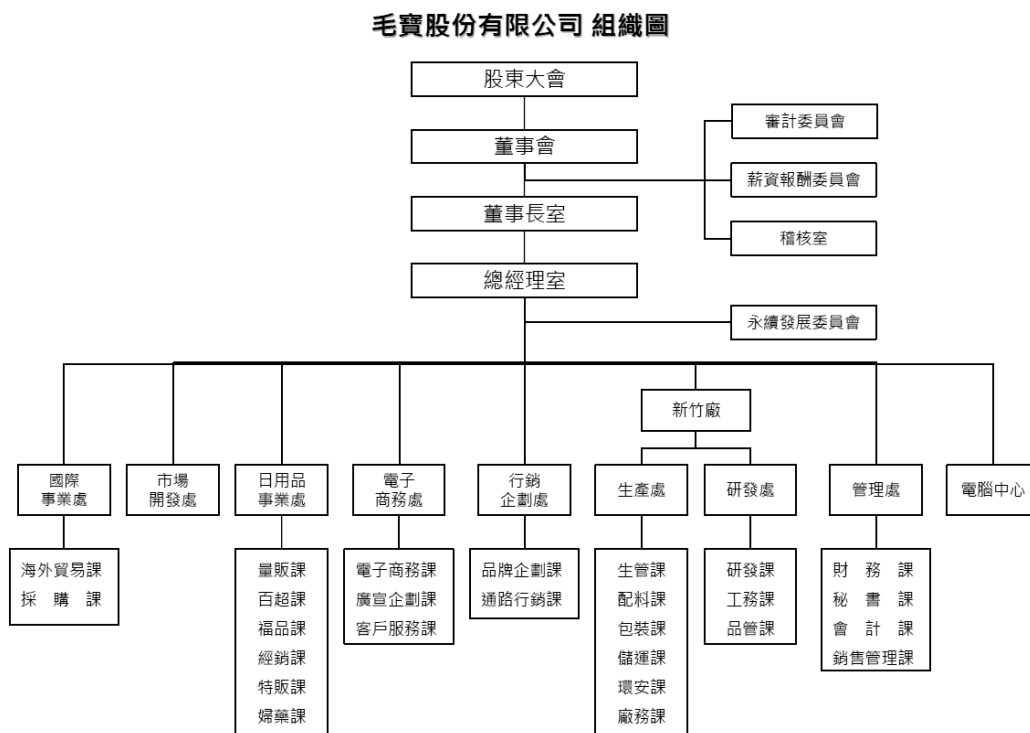 毛寶股份有限公司 組織圖
股東大會
董事會
審計委員會
薪資報酬委員會
董事長室
稽核室
總經理室
永續發展委員會
新竹廠
國際
事業處
市場
開發處
日用品
事業處
電子
商務處
行銷
企劃處
生產處
研發處
管理處
電腦中心
海外貿易課
採購課
量販課
百超課
福品課
經銷課
特販課
婦藥課
電子商務課
廣宣企劃課
客戶服務課
品牌企劃課
通路行銷課
生管課
配料課
包裝課
儲運課
環安課
廠務課
研發課
工務課
品管課
財務課
秘書課
會計課
銷售管理課